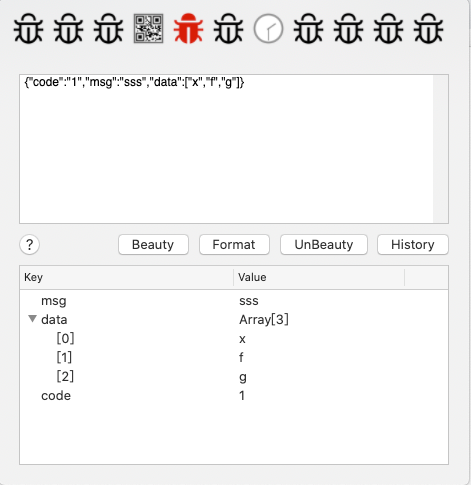 {"code":"1","msg":"sss","data":["x","f","g"]}
? Beauty Format UnBeauty History
Key Value
msg sss
data Array[3]
[0] x
[1] f
[2] g
code 1